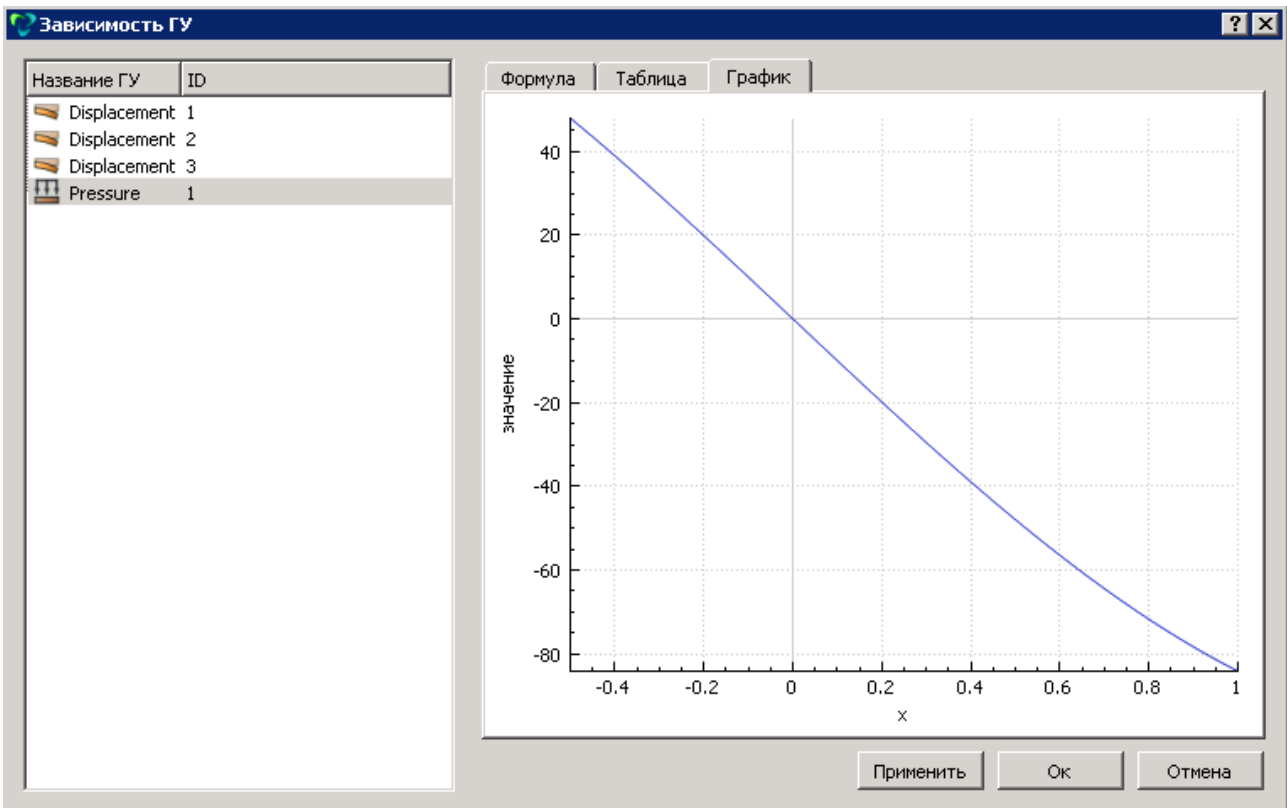 Зависимость ГУ
Название ГУ ID
Displacement 1
Displacement 2
Displacement 3
Pressure 1
Формула Таблица График
40
20
0
-20
-40
-60
-80
значение
-0.4 -0.2 0 0.2 0.4 0.6 0.8 1
x
Применить Ок Отмена